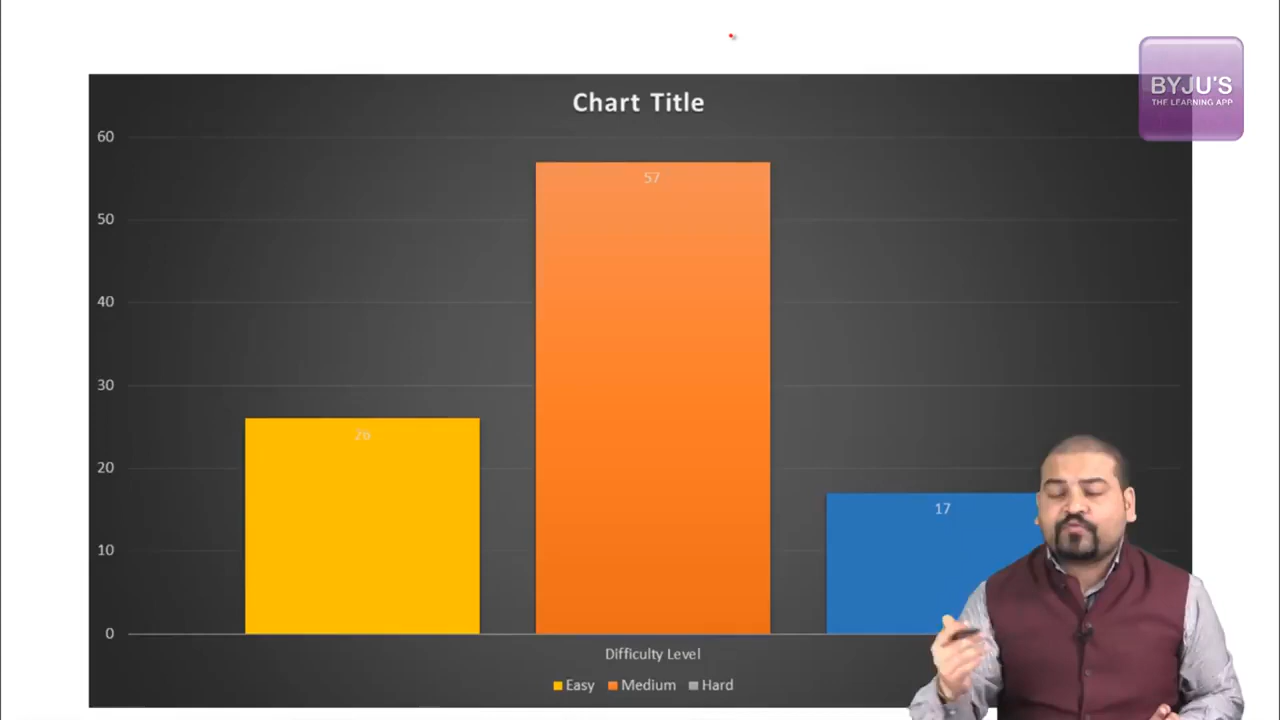 BYJU'S
THE LEARNING APP
Chart Title
60
50
40
30
20
10
0
57
26
17
Difficulty Level
Easy Medium Hard